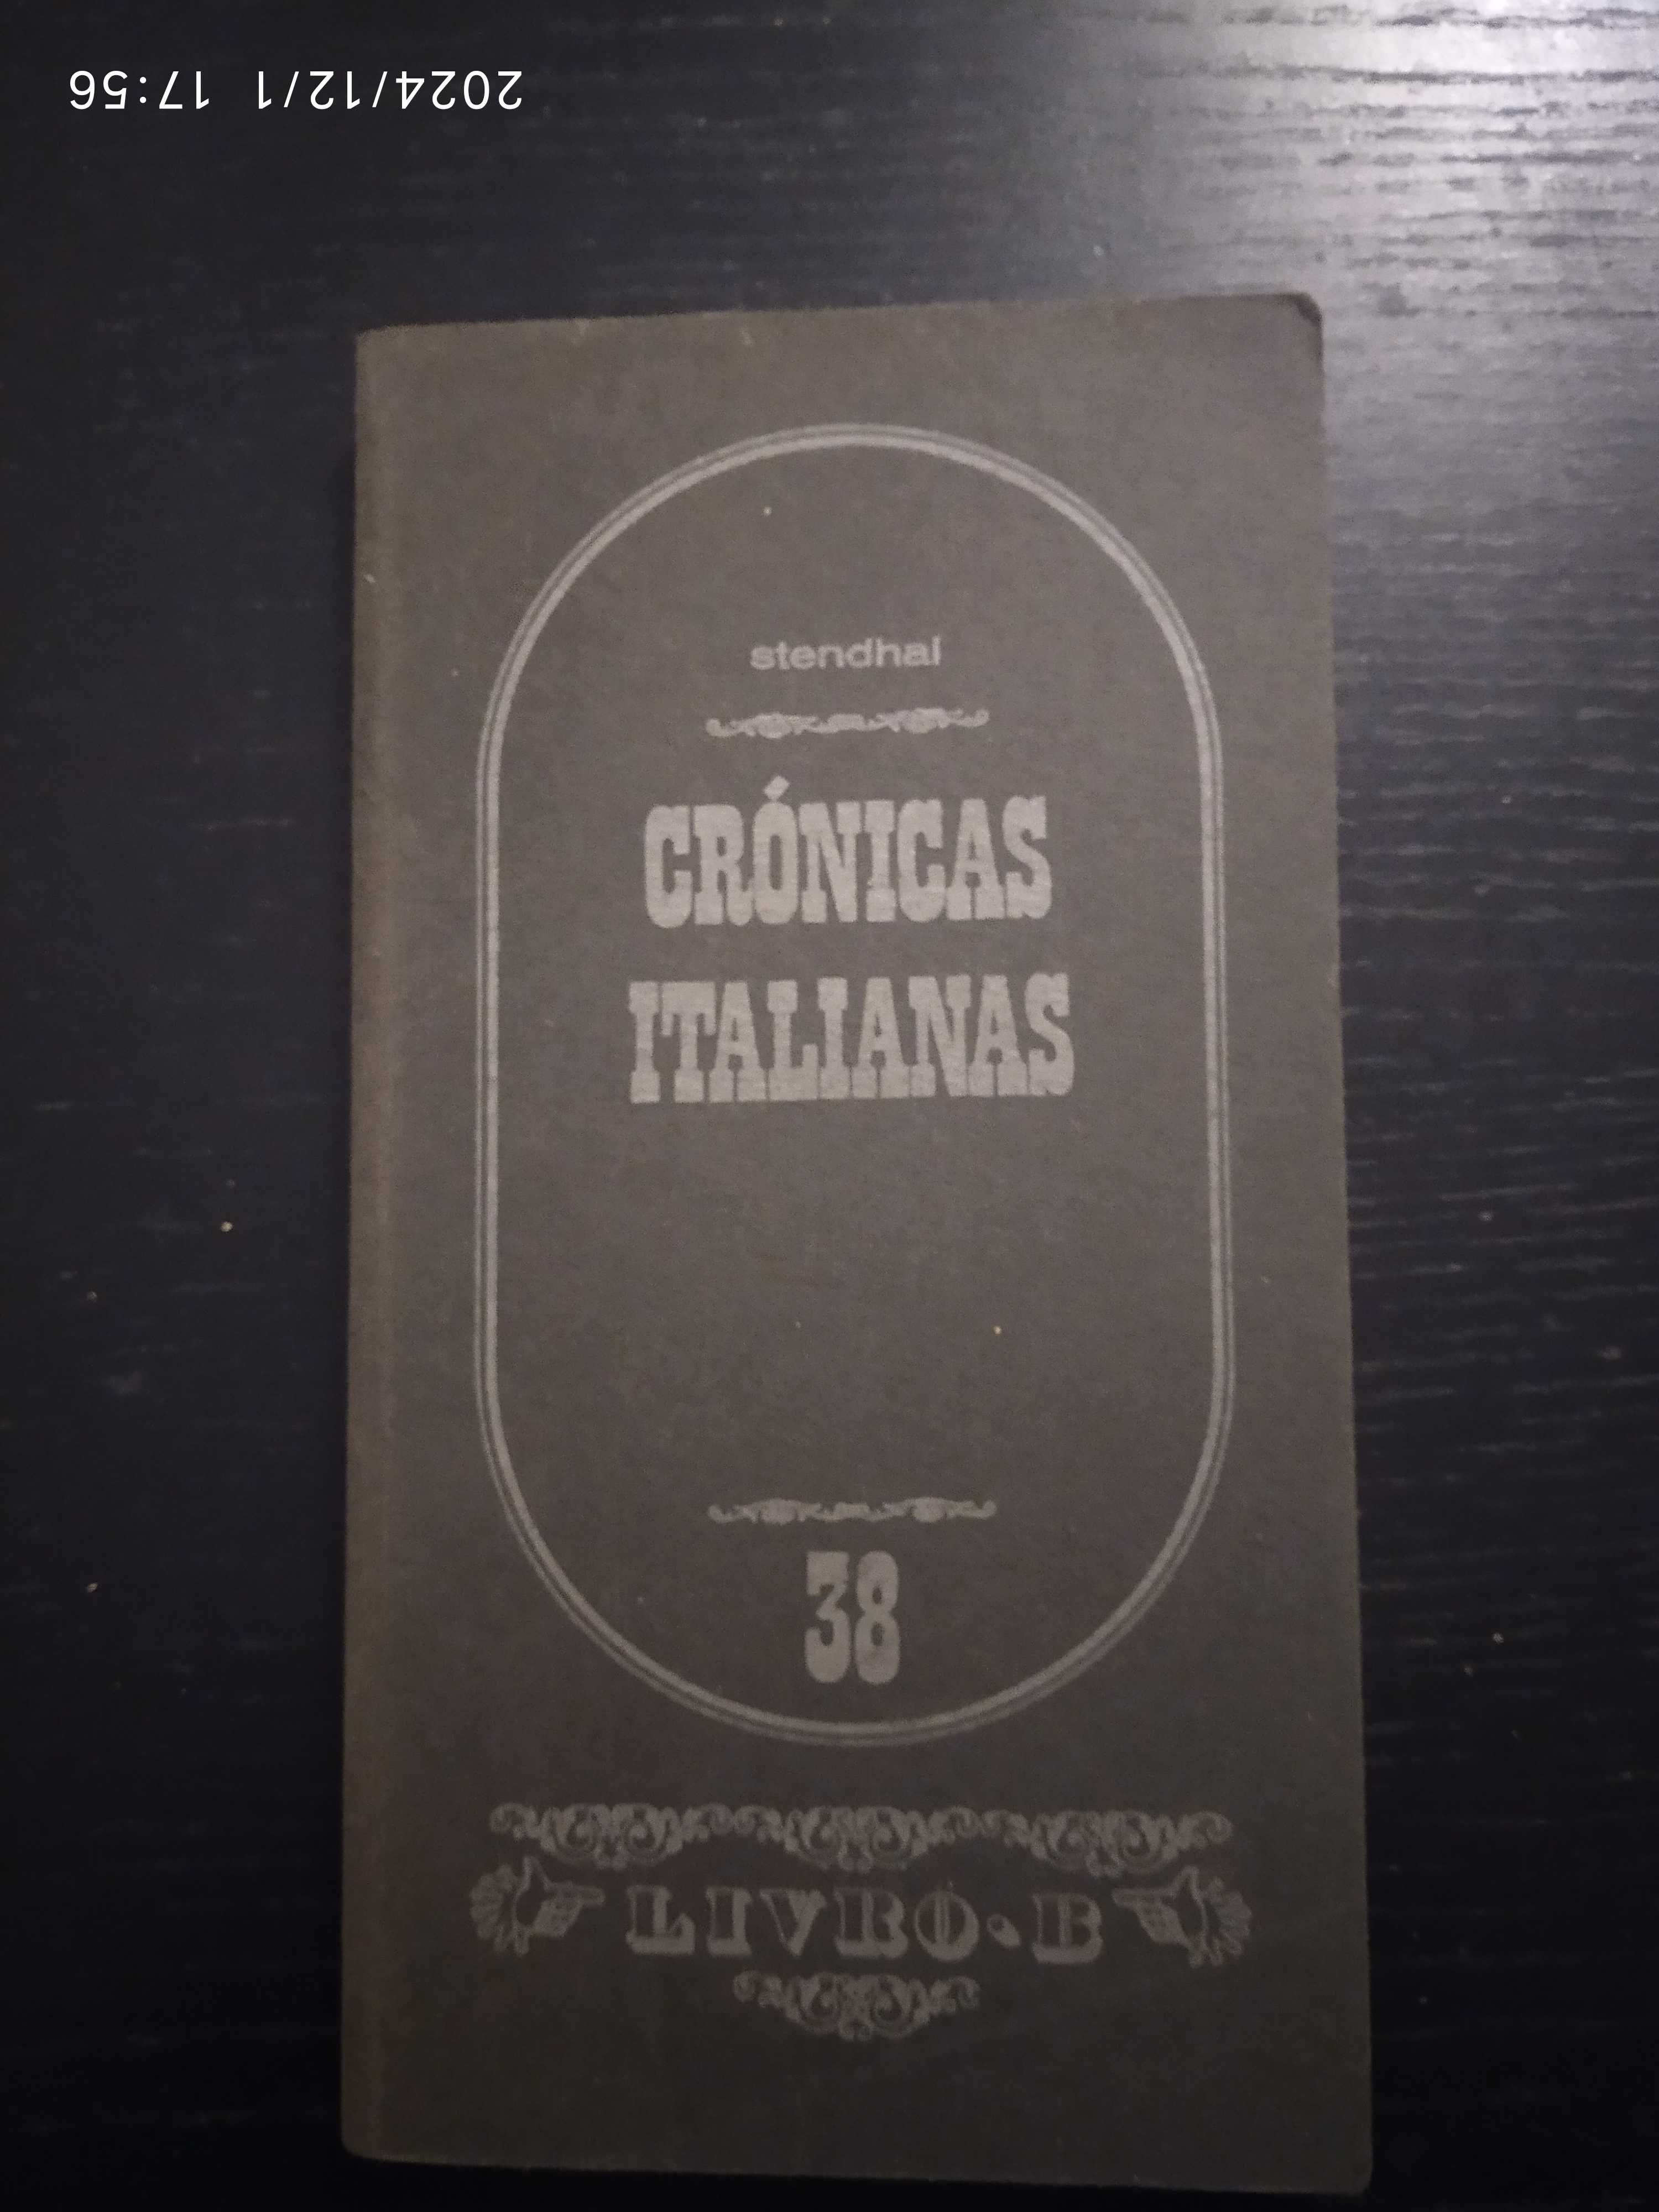 2024/12/1 17:56
stendhal
CRÓNICAS
ITALIANAS
38
LIVRO·B